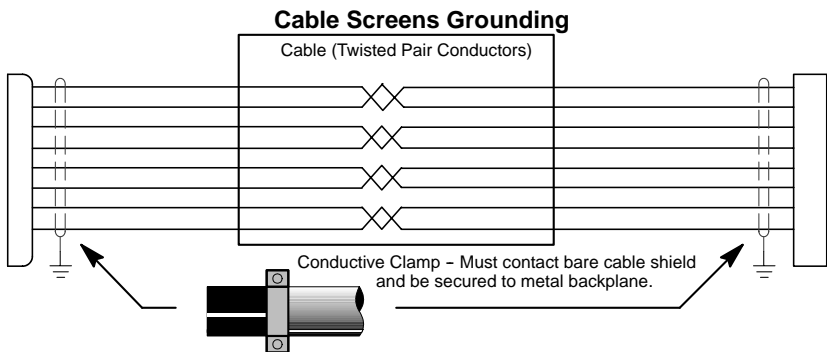 Cable Screens Grounding
Cable (Twisted Pair Conductors)
Conductive Clamp – Must contact bare cable shield
and be secured to metal backplane.